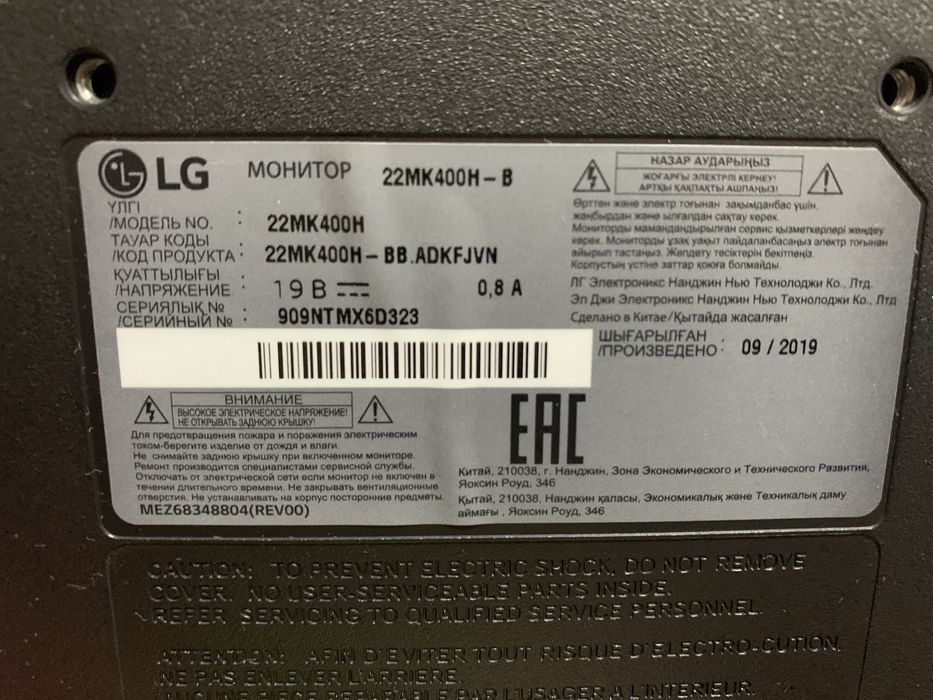 LG МОНИТОР 22MK400H-B
ҮЛГІ
/МОДЕЛЬ NO. : 22MK400H
ТАУАР КОДЫ
/КОД ПРОДУКТА : 22MK400H-BB.ADKFJVN
ҚУАТТЫЛЫҒЫ
/НАПРЯЖЕНИЕ : 19 В 0,8 А
СЕРИЯЛЫҚ №
/СЕРИЙНЫЙ № : 909NTMX6D323
НАЗАР АУДАРЫҢЫЗ
ЖОҒАРҒЫ ЭЛЕКТРЛІ КЕРНЕУ!
АРТҚЫ ҚАҚПАҚТЫ АШПАҢЫЗ!
Өрттен және электр тоғынан зақымданбас үшін,
жаңбырдан және ылғалдан сақтау керек.
Мониторды мамандандырылған сервис қызметкерлері жөндеу
керек. Мониторды ұзақ уақыт пайдаланбасаңыз электр тоғынан
айырып тастаңыз. Желдету тесіктерін бекітпеңіз.
Корпустың үстіне заттар қоюға болмайды.
ЛГ Электроникс Нанджин Нью Технолоджи Ко., Лтд.
Эл Джи Электроникс Нанджин Нью Технолоджи Ко., Лтд
Сделано в Китае/Қытайда жасалған
ШЫҒАРЫЛҒАН
/ПРОИЗВЕДЕНО : 09 / 2019
ВНИМАНИЕ
ВЫСОКОЕ ЭЛЕКТРИЧЕСКОЕ НАПРЯЖЕНИЕ!
НЕ ОТКРЫВАТЬ ЗАДНЮЮ КРЫШКУ!
Для предотвращения пожара и поражения электрическим
током-берегите изделие от дождя и влаги.
Не снимайте заднюю крышку при включенном мониторе.
Ремонт производится специалистами сервисной службы.
Отключать от электрической сети если монитор не включен в
течении длительного времени. Не закрывать вентиляционные
отверстия. Не устанавливать на корпус посторонние предметы.
MEZ68348804(REV00)
EAC
Китай, 210038, г. Нанджин, Зона Экономического и Технического Развития,
Яоксин Роуд, 346
Қытай, 210038, Нанджин қаласы, Экономикалық және Техникалық даму
аймағы , Яоксин Роуд, 346
CAUTION: TO PREVENT ELECTRIC SHOCK, DO NOT REMOVE
COVER. NO USER-SERVICEABLE PARTS INSIDE.
REFER SERVICING TO QUALIFIED SERVICE PERSONNEL.
ATTENTION: AFIN D'EVITER TOUT RISQUE D'ELECTRO-CUTION,
NE PAS ENLEVER L'ARRIERE.
AUCUNE PIECE REPARABLE PAR L'USAGER A L'INTERIEUR.